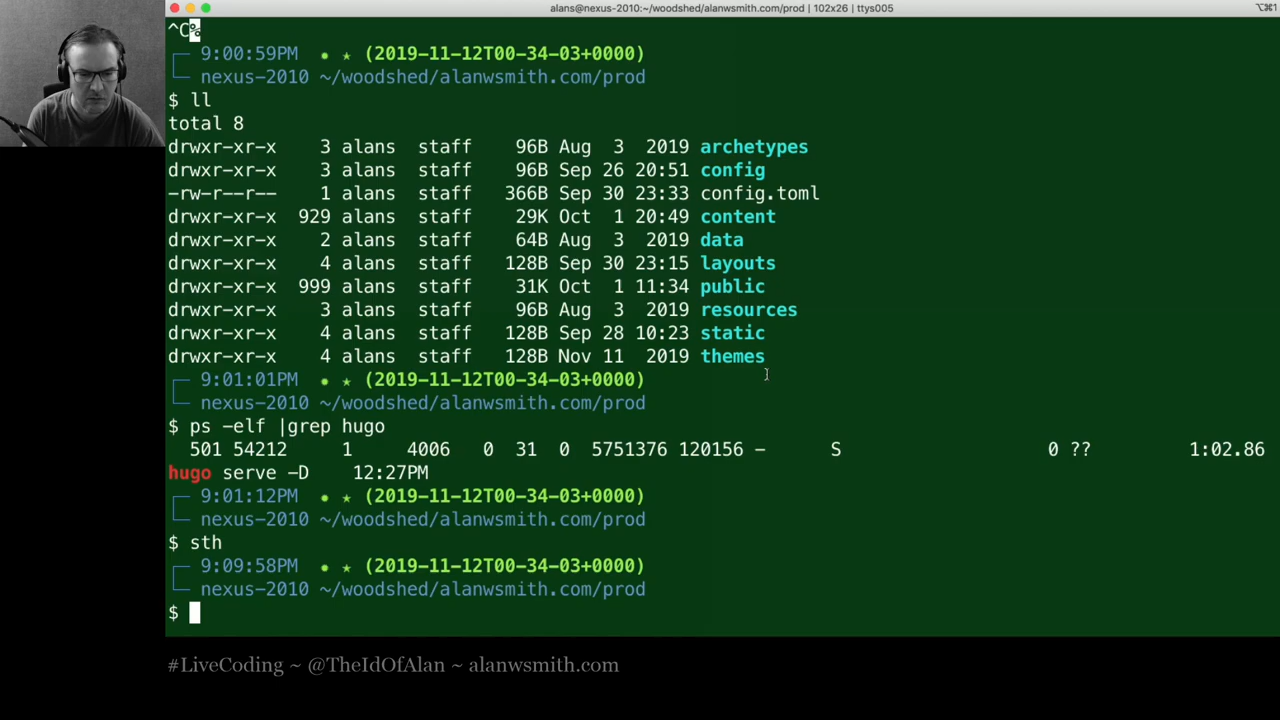 alans@nexus-2010:~/woodshed/alanwsmith.com/prod | 102x26 | ttys005
⌥⌘1
^C%
9:00:59PM ● ★ (2019-11-12T00-34-03+0000)
nexus-2010 ~/woodshed/alanwsmith.com/prod
$ ll
total 8
drwxr-xr-x 3 alans staff 96B Aug 3 2019 archetypes
drwxr-xr-x 3 alans staff 96B Sep 26 20:51 config
-rw-r--r-- 1 alans staff 366B Sep 30 23:33 config.toml
drwxr-xr-x 929 alans staff 29K Oct 1 20:49 content
drwxr-xr-x 2 alans staff 64B Aug 3 2019 data
drwxr-xr-x 4 alans staff 128B Sep 30 23:15 layouts
drwxr-xr-x 999 alans staff 31K Oct 1 11:34 public
drwxr-xr-x 3 alans staff 96B Aug 3 2019 resources
drwxr-xr-x 4 alans staff 128B Sep 28 10:23 static
drwxr-xr-x 4 alans staff 128B Nov 11 2019 themes
9:01:01PM ● ★ (2019-11-12T00-34-03+0000)
nexus-2010 ~/woodshed/alanwsmith.com/prod
$ ps -elf |grep hugo
501 54212 1 4006 0 31 0 5751376 120156 - S 0 ?? 1:02.86
hugo serve -D 12:27PM
9:01:12PM ● ★ (2019-11-12T00-34-03+0000)
nexus-2010 ~/woodshed/alanwsmith.com/prod
$ sth
9:09:58PM ● ★ (2019-11-12T00-34-03+0000)
nexus-2010 ~/woodshed/alanwsmith.com/prod
$
#LiveCoding ~ @TheIdOfAlan ~ alanwsmith.com